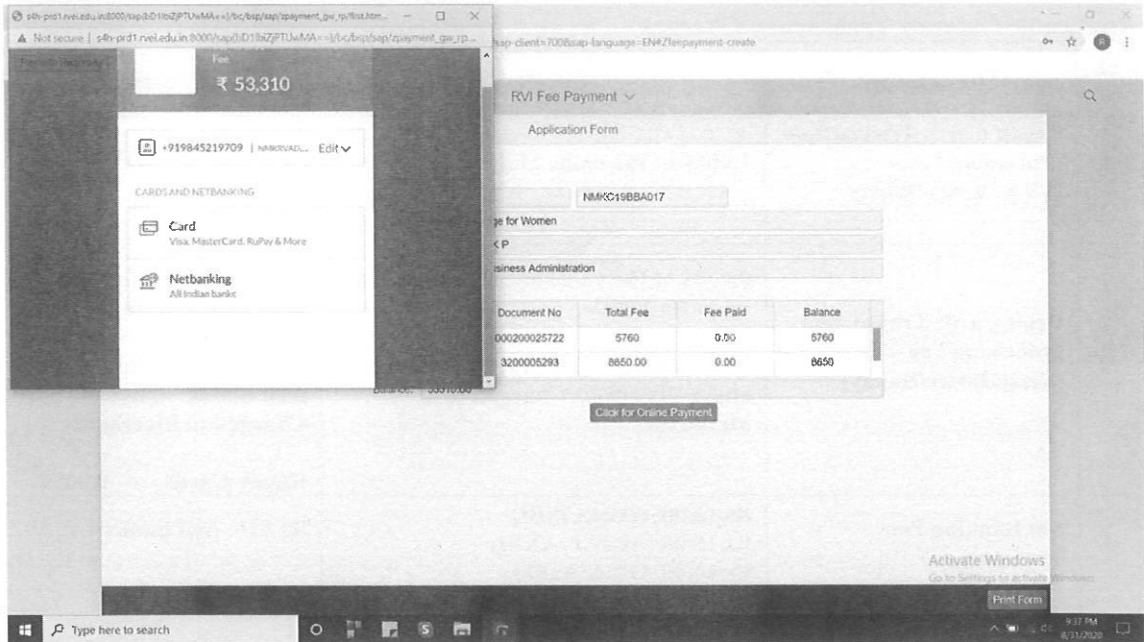 s4h-prd1.rvei.edu.in:8000/sap(bD1lbiZjPTUwMA==)/bc/bsp/sap/zpayment_gw_rp/first.htm...
Not secure | s4h-prd1.rvei.edu.in:8000/sap(bD1lbiZjPTUwMA==)/bc/bsp/sap/zpayment_gw_rp...
sap-client=700&sap-language=EN#Zfeepayment-create
Fee
₹ 53,310
RVI Fee Payment
Application Form
+919845219709 | NMKRVAD... Edit
CARDS AND NETBANKING
Card
Visa, MasterCard, RuPay & More
Netbanking
All Indian banks
NMKC19BBA017
ge for Women
K P
usiness Administration
Document No Total Fee Fee Paid Balance
000200025722 5760 0.00 5760
3200005293 8650.00 0.00 8650
Balance: 53310.00
Click for Online Payment
Activate Windows
Go to Settings to activate Windows.
Print Form
Type here to search
9:37 PM
8/31/2020